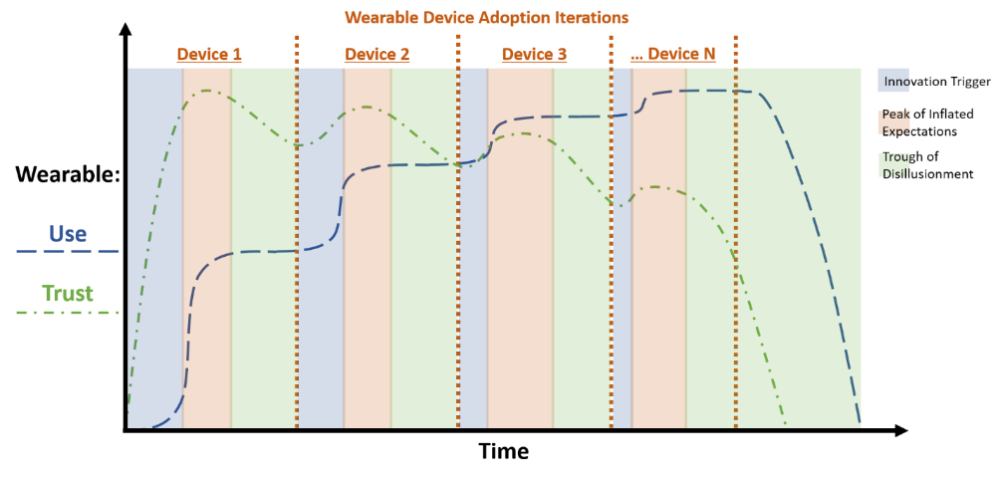 Wearable Device Adoption Iterations
Device 1
Device 2
Device 3
... Device N
Innovation Trigger
Peak of Inflated
Expectations
Trough of
Disillusionment
Wearable:
Use
Trust
Time